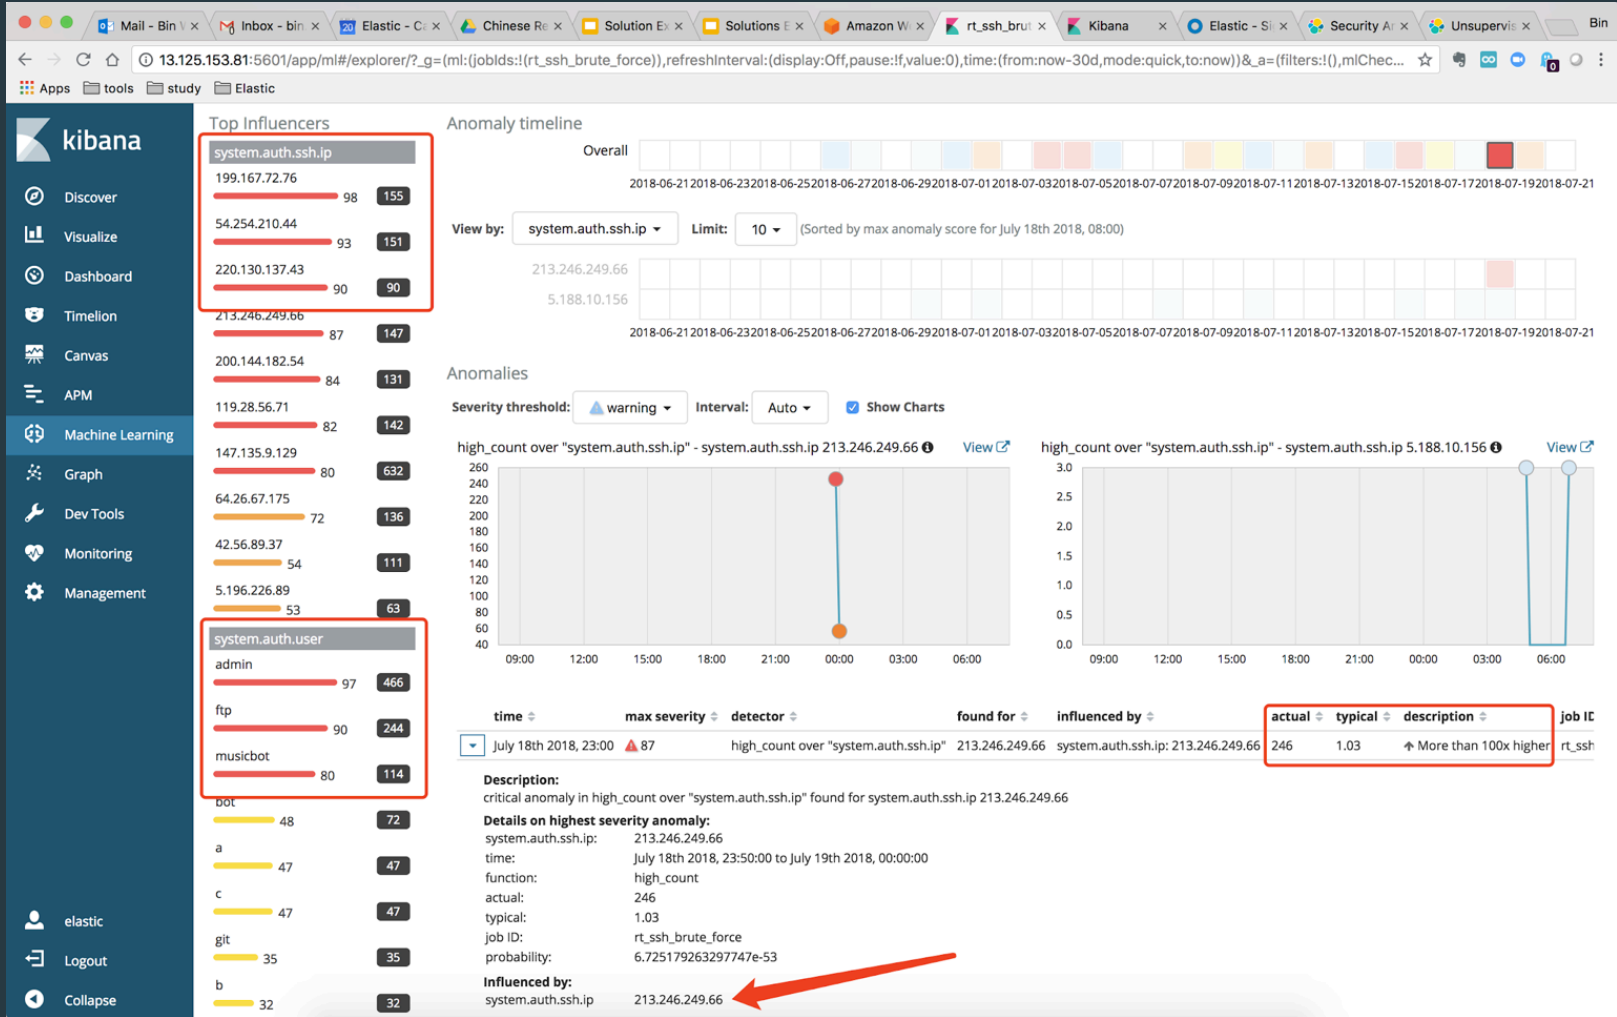 Mail - Bin W
Inbox - bin.
20 Elastic - Ca
Chinese Re
Solution Ex
Solutions E
Amazon W
rt_ssh_brut
Kibana
Elastic - Si
Security An
Unsupervis
Bin
13.125.153.81:5601/app/ml#/explorer/?_g=(ml:(jobIds:!(rt_ssh_brute_force)),refreshInterval:(display:Off,pause:!f,value:0),time:(from:now-30d,mode:quick,to:now))&_a=(filters:!(),mlChec...
0
Apps tools study Elastic
kibana
Discover
Visualize
Dashboard
Timelion
Canvas
APM
Machine Learning
Graph
Dev Tools
Monitoring
Management
elastic
Logout
Collapse
Top Influencers
system.auth.ssh.ip
199.167.72.76
98 155
54.254.210.44
93 151
220.130.137.43
90 90
213.246.249.66
87 147
200.144.182.54
84 131
119.28.56.71
82 142
147.135.9.129
80 632
64.26.67.175
72 136
42.56.89.37
54 111
5.196.226.89
53 63
system.auth.user
admin
97 466
ftp
90 244
musicbot
80 114
bot
48 72
a
47 47
c
47 47
git
35 35
b
32 32
Anomaly timeline
Overall
2018-06-21 2018-06-23 2018-06-25 2018-06-27 2018-06-29 2018-07-01 2018-07-03 2018-07-05 2018-07-07 2018-07-09 2018-07-11 2018-07-13 2018-07-15 2018-07-17 2018-07-19 2018-07-21
View by: system.auth.ssh.ip Limit: 10 (Sorted by max anomaly score for July 18th 2018, 08:00)
213.246.249.66
5.188.10.156
2018-06-21 2018-06-23 2018-06-25 2018-06-27 2018-06-29 2018-07-01 2018-07-03 2018-07-05 2018-07-07 2018-07-09 2018-07-11 2018-07-13 2018-07-15 2018-07-17 2018-07-19 2018-07-21
Anomalies
Severity threshold: warning Interval: Auto Show Charts
high_count over "system.auth.ssh.ip" - system.auth.ssh.ip 213.246.249.66 View
260
240
220
200
180
160
140
120
100
80
60
40
09:00 12:00 15:00 18:00 21:00 00:00 03:00 06:00
high_count over "system.auth.ssh.ip" - system.auth.ssh.ip 5.188.10.156 View
3.0
2.5
2.0
1.5
1.0
0.5
0.0
09:00 12:00 15:00 18:00 21:00 00:00 03:00 06:00
time max severity detector found for influenced by actual typical description job ID
July 18th 2018, 23:00 87 high_count over "system.auth.ssh.ip" 213.246.249.66 system.auth.ssh.ip: 213.246.249.66 246 1.03 More than 100x higher rt_ssh
Description:
critical anomaly in high_count over "system.auth.ssh.ip" found for system.auth.ssh.ip 213.246.249.66
Details on highest severity anomaly:
system.auth.ssh.ip: 213.246.249.66
time: July 18th 2018, 23:50:00 to July 19th 2018, 00:00:00
function: high_count
actual: 246
typical: 1.03
job ID: rt_ssh_brute_force
probability: 6.725179263297747e-53
Influenced by:
system.auth.ssh.ip 213.246.249.66